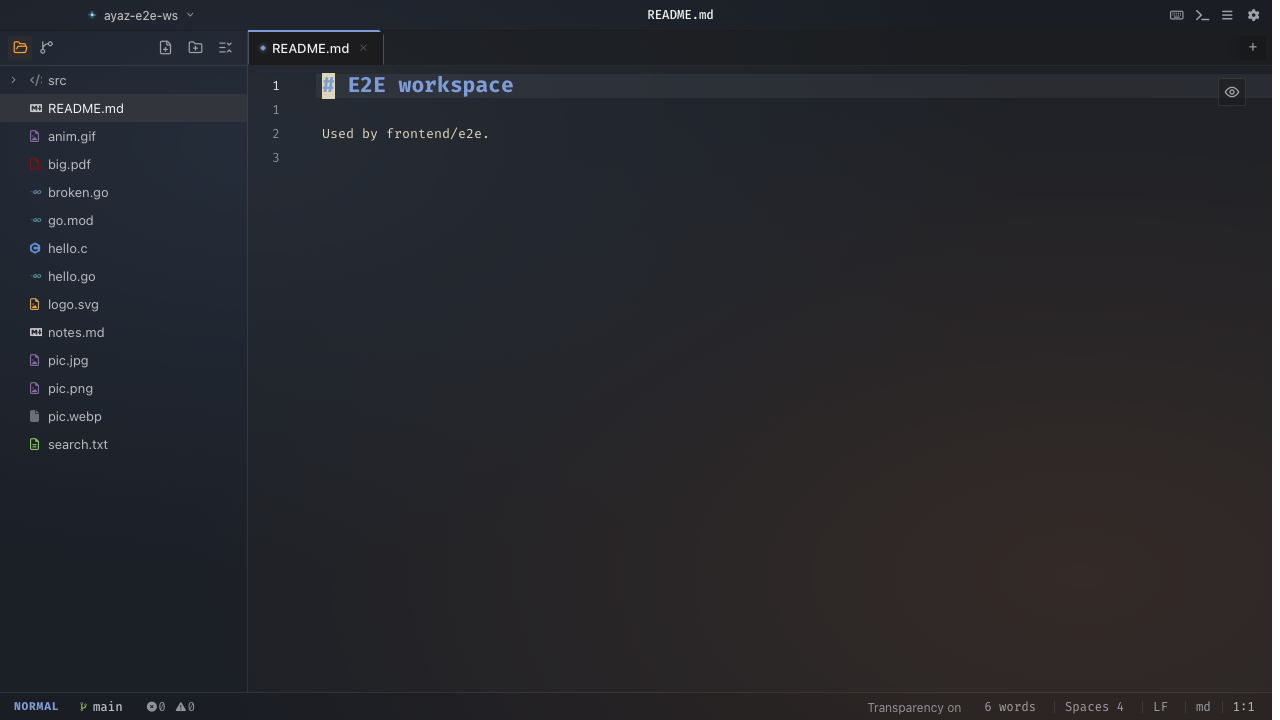 ayaz-e2e-ws
README.md
README.md
src
README.md
anim.gif
big.pdf
broken.go
go.mod
hello.c
hello.go
logo.svg
notes.md
pic.jpg
pic.png
pic.webp
search.txt
1 # E2E workspace
1
2 Used by frontend/e2e.
3
NORMAL main 0 0 Transparency on 6 words Spaces 4 LF md 1:1